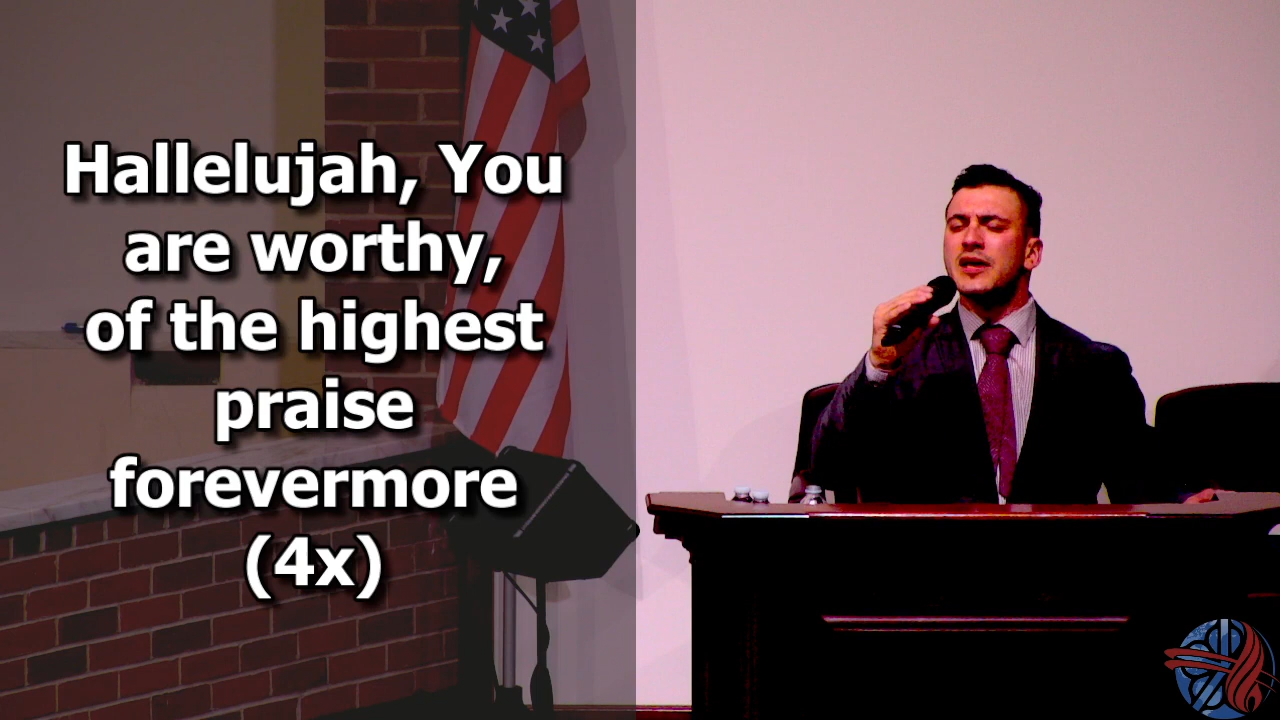 Hallelujah, You
are worthy,
of the highest
praise
forevermore
(4x)